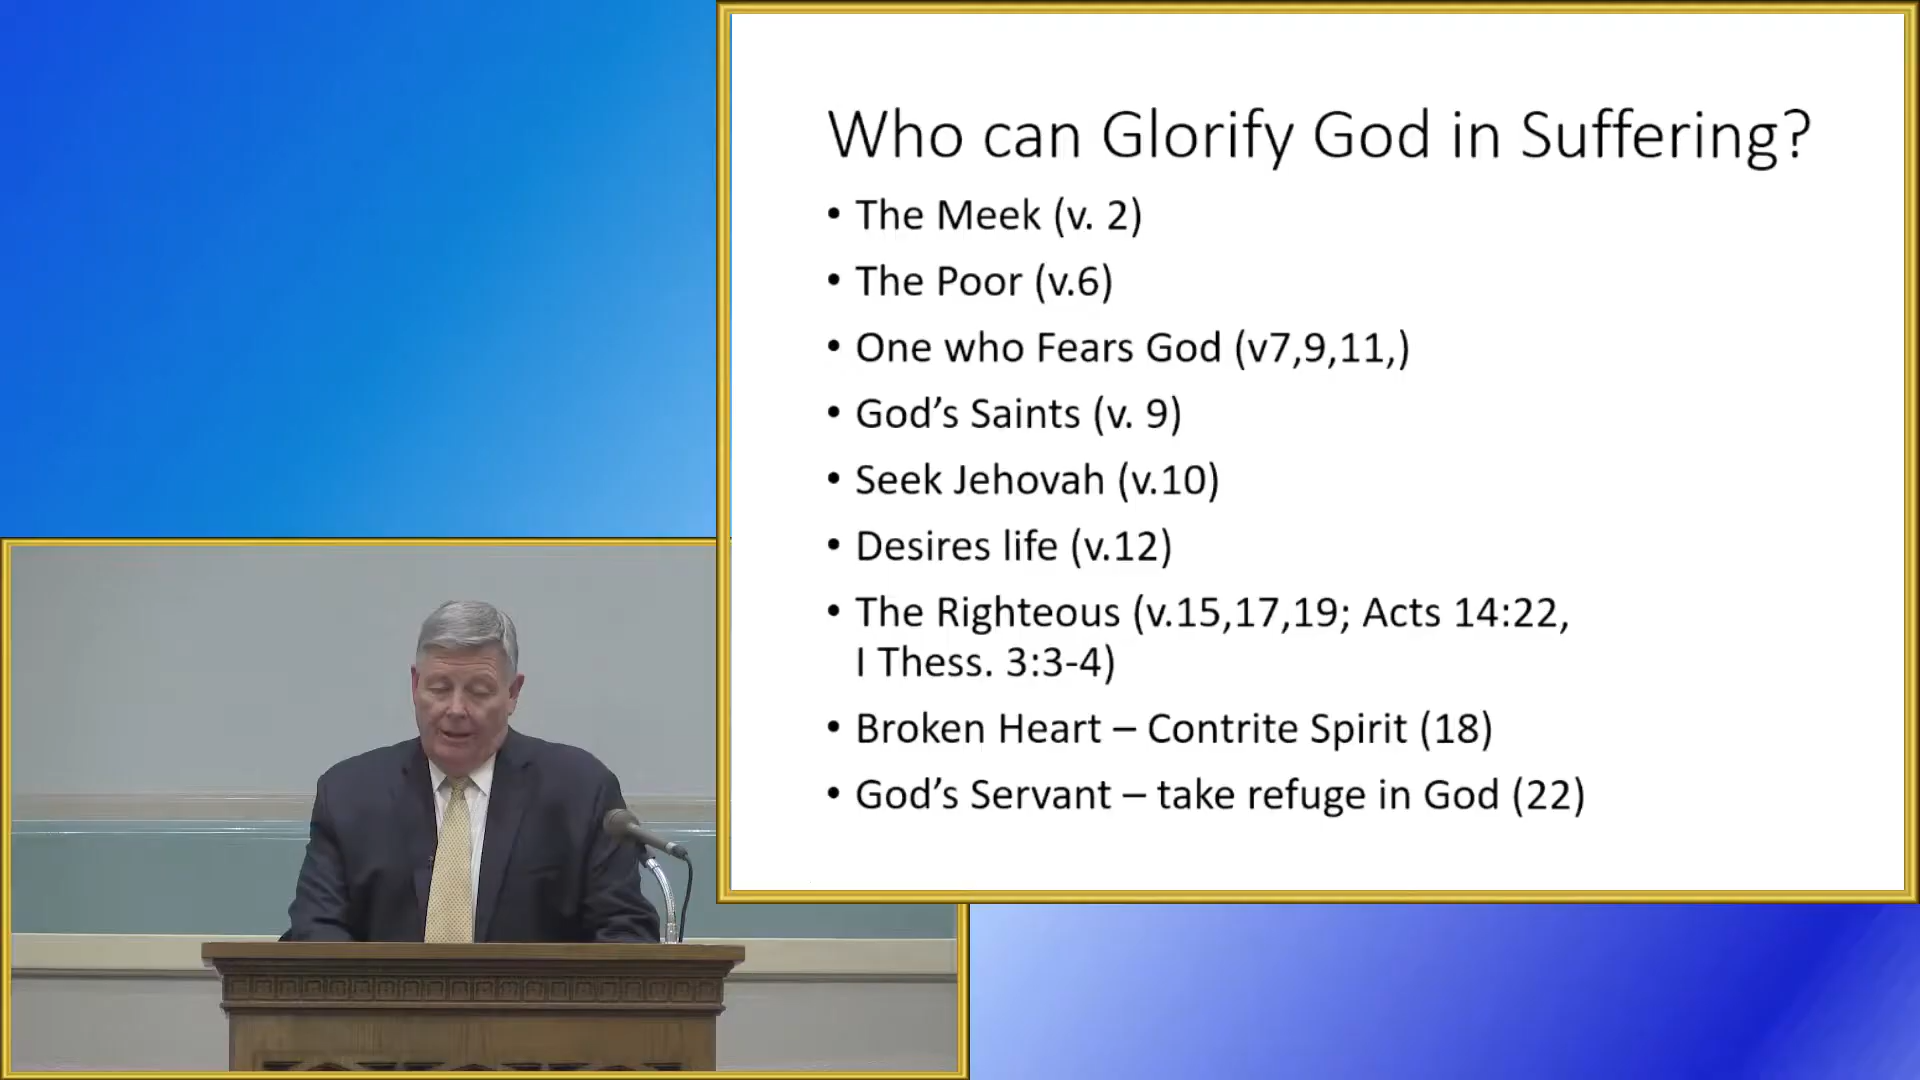 Who can Glorify God in Suffering?
• The Meek (v. 2)
• The Poor (v.6)
• One who Fears God (v7,9,11,)
• God’s Saints (v. 9)
• Seek Jehovah (v.10)
• Desires life (v.12)
• The Righteous (v.15,17,19; Acts 14:22,
I Thess. 3:3-4)
• Broken Heart – Contrite Spirit (18)
• God’s Servant – take refuge in God (22)